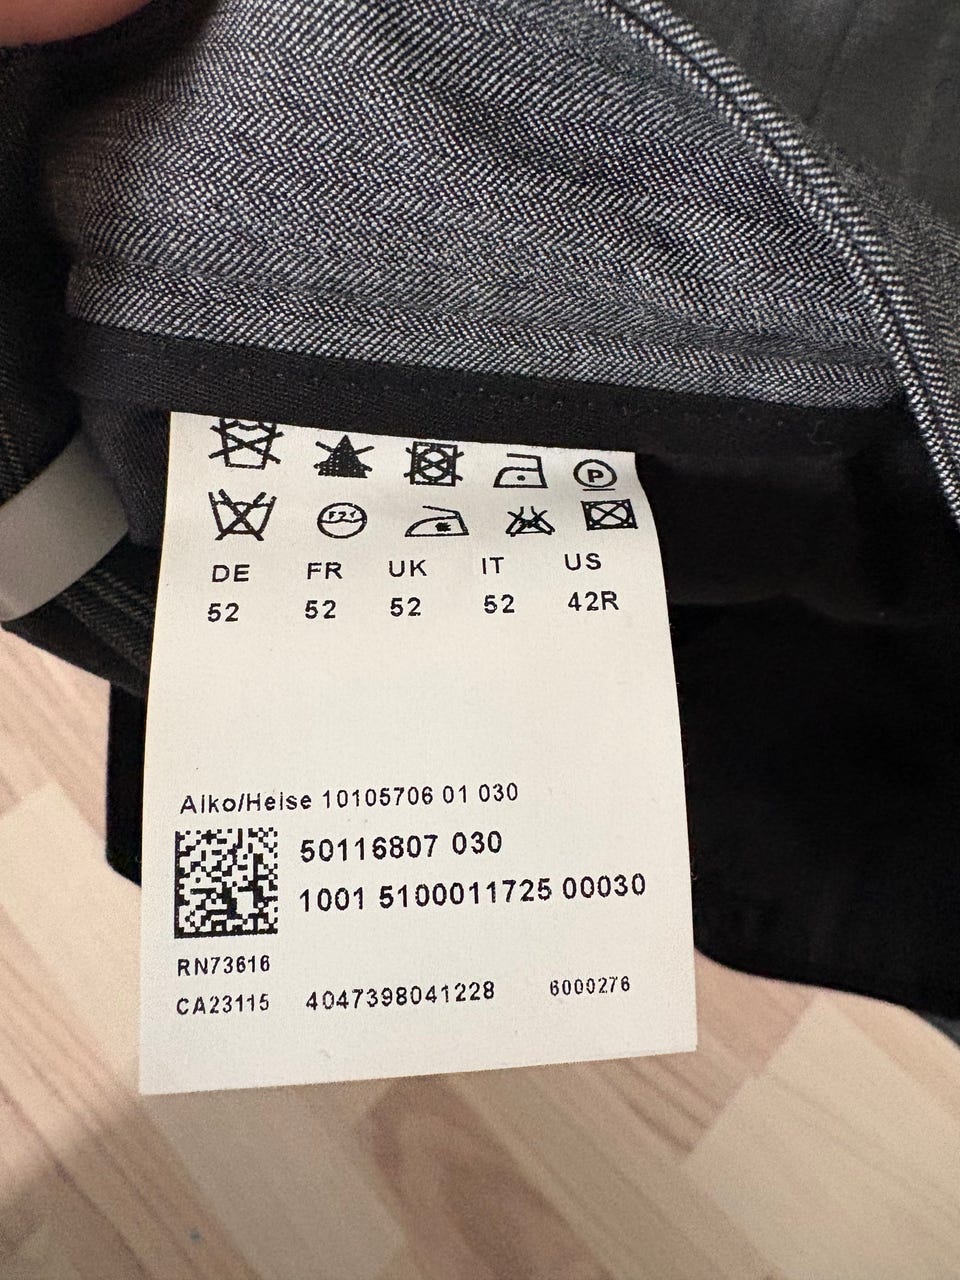 P
DE FR UK IT US
52 52 52 52 42R
Aiko/Heise 10105706 01 030
50116807 030
1001 5100011725 00030
RN73616
CA23115 4047398041228 6000276